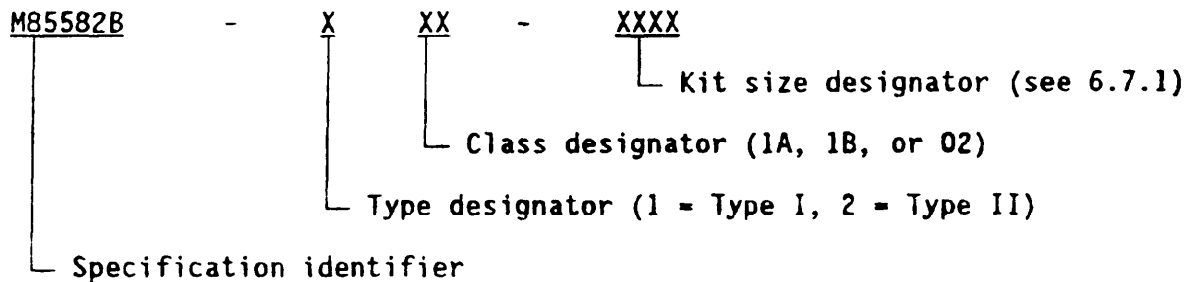 M85582B - X XX - XXXX
Kit size designator (see 6.7.1)
Class designator (1A, 1B, or 02)
Type designator (1 = Type I, 2 = Type II)
Specification identifier